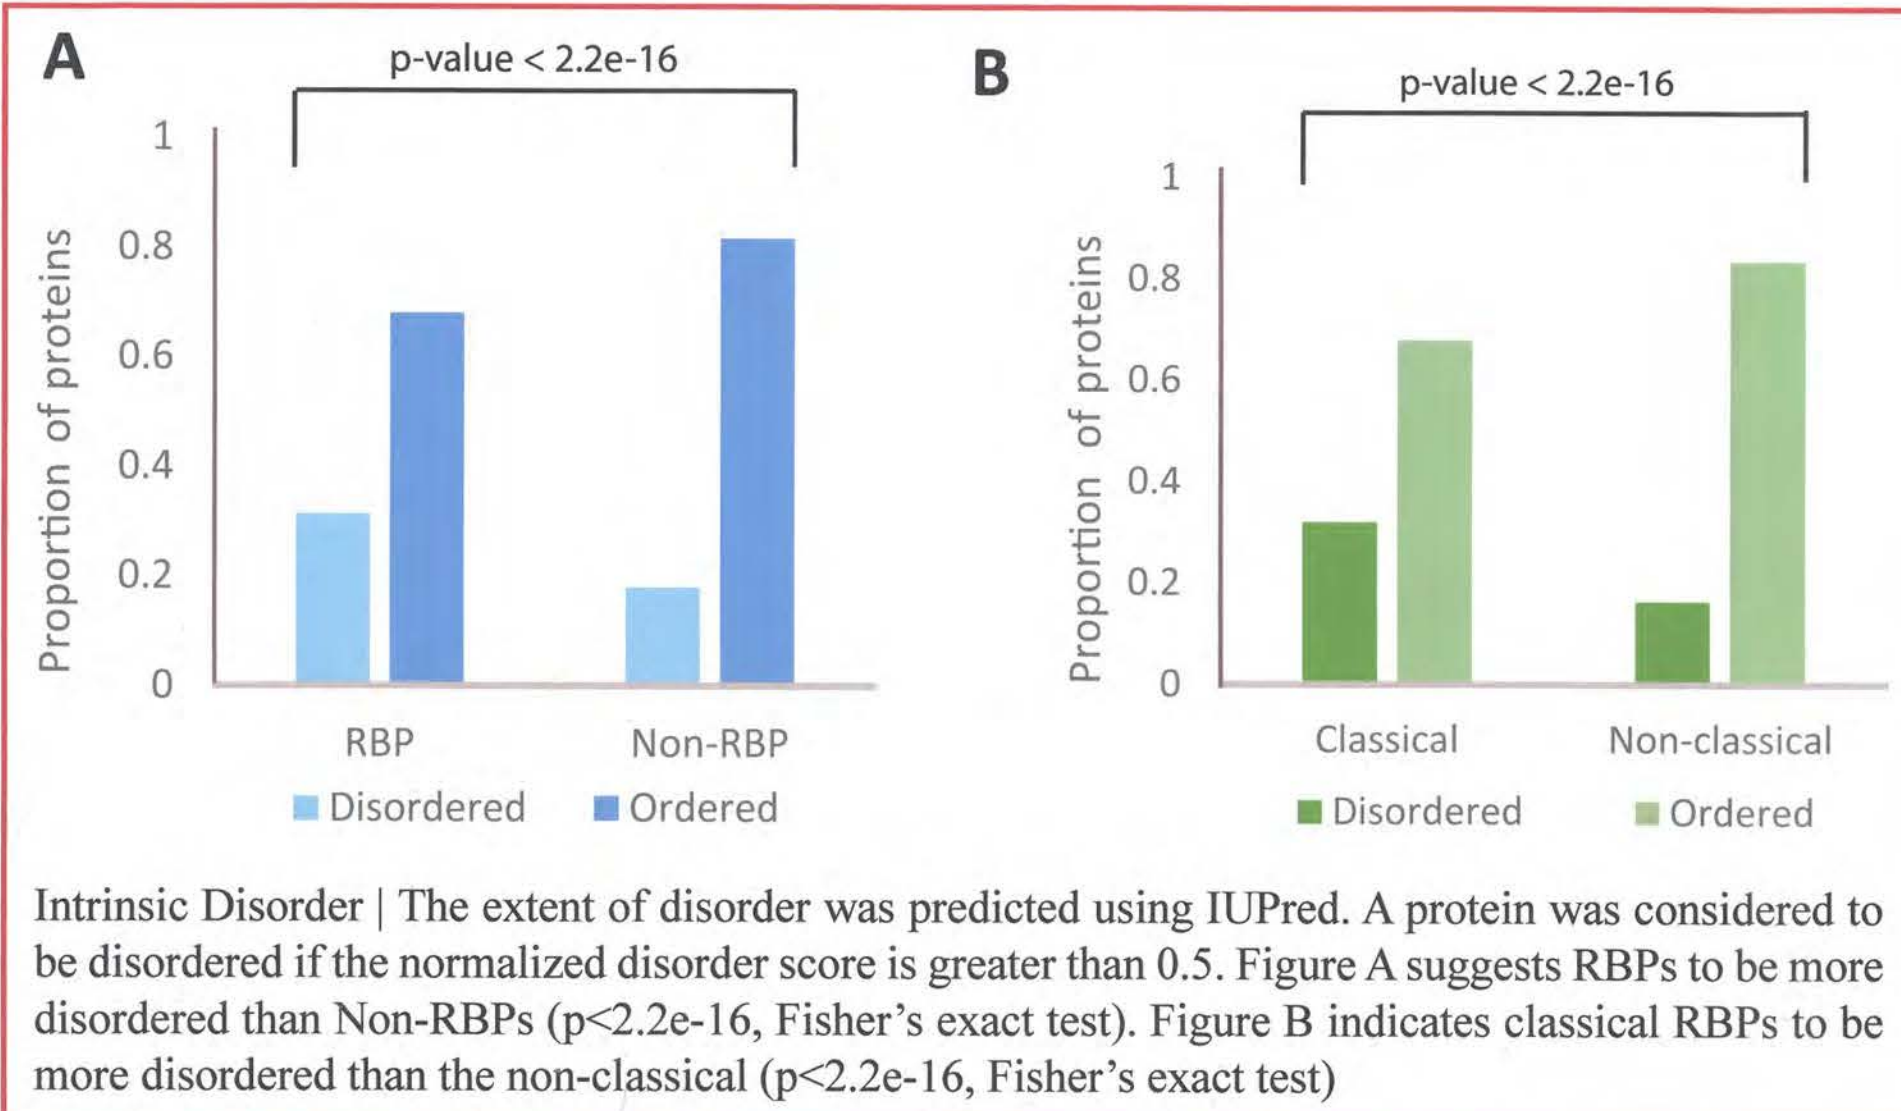 A
p-value < 2.2e-16
1
0.8
0.6
0.4
0.2
0
Proportion of proteins
RBP
Non-RBP
Disordered
Ordered
B
p-value < 2.2e-16
1
0.8
0.6
0.4
0.2
0
Proportion of proteins
Classical
Non-classical
Disordered
Ordered
Intrinsic Disorder | The extent of disorder was predicted using IUPred. A protein was considered to
be disordered if the normalized disorder score is greater than 0.5. Figure A suggests RBPs to be more
disordered than Non-RBPs (p<2.2e-16, Fisher's exact test). Figure B indicates classical RBPs to be
more disordered than the non-classical (p<2.2e-16, Fisher's exact test)